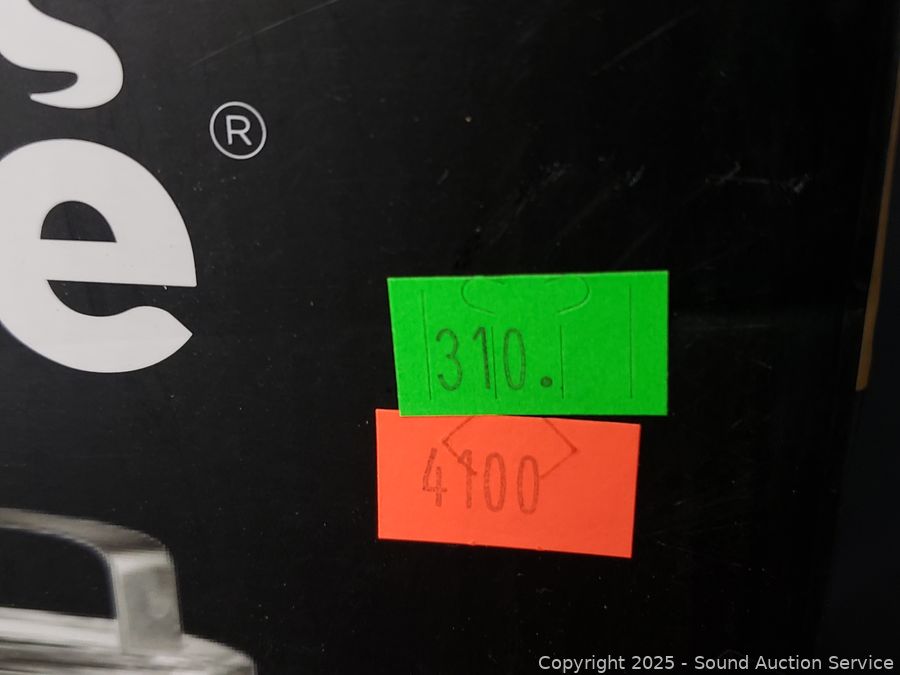 s
e®
310.
4100
Copyright 2025 - Sound Auction Service